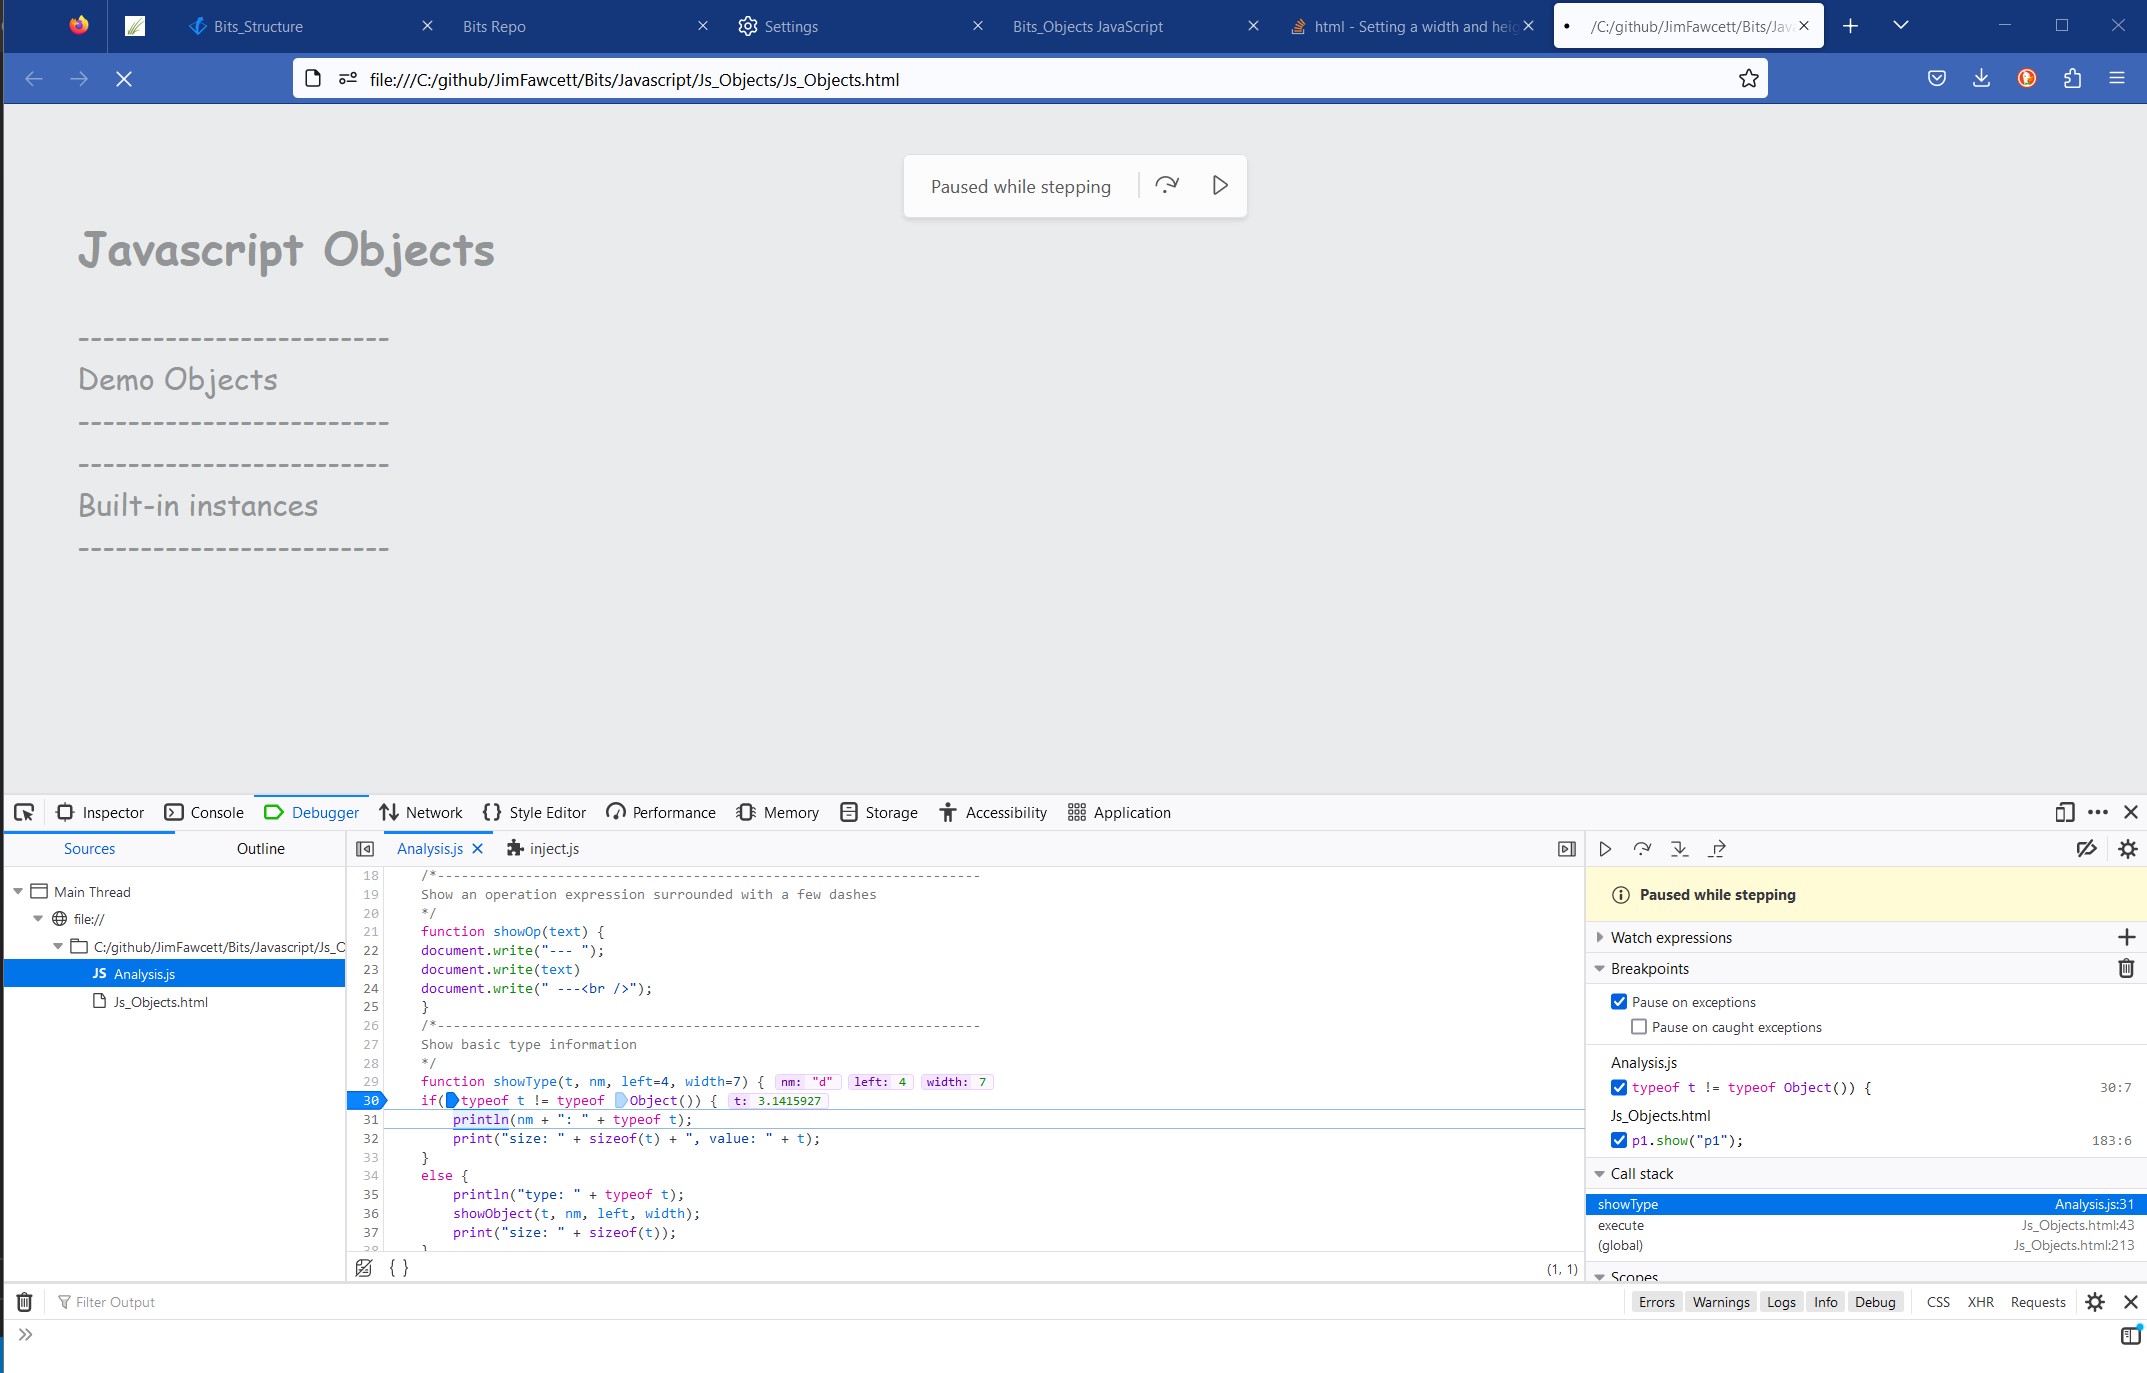 Bits_Structure
Bits Repo
Settings
Bits_Objects JavaScript
html - Setting a width and heig
/C:/github/JimFawcett/Bits/Jav
file:///C:/github/JimFawcett/Bits/Javascript/Js_Objects/Js_Objects.html
Paused while stepping
Javascript Objects
-------------------------
Demo Objects
-------------------------
-------------------------
Built-in instances
-------------------------
Inspector Console Debugger Network Style Editor Performance Memory Storage Accessibility Application
Sources Outline
Main Thread
file://
C:/github/JimFawcett/Bits/Javascript/Js_O
JS Analysis.js
Js_Objects.html
Analysis.js inject.js
18 /*--------------------------------------------------------------------
19 Show an operation expression surrounded with a few dashes
20 */
21 function showOp(text) {
22 document.write("--- ");
23 document.write(text)
24 document.write(" ---<br />");
25 }
26 /*--------------------------------------------------------------------
27 Show basic type information
28 */
29 function showType(t, nm, left=4, width=7) { nm: "d" left: 4 width: 7
30 if(typeof t != typeof Object()) { t: 3.1415927
31 println(nm + ": " + typeof t);
32 print("size: " + sizeof(t) + ", value: " + t);
33 }
34 else {
35 println("type: " + typeof t);
36 showObject(t, nm, left, width);
37 print("size: " + sizeof(t));
38 }
{ }
(1, 1)
Paused while stepping
Watch expressions
Breakpoints
Pause on exceptions
Pause on caught exceptions
Analysis.js
typeof t != typeof Object()) { 30:7
Js_Objects.html
p1.show("p1"); 183:6
Call stack
showType Analysis.js:31
execute Js_Objects.html:43
(global) Js_Objects.html:213
Scopes
Filter Output
Errors Warnings Logs Info Debug CSS XHR Requests